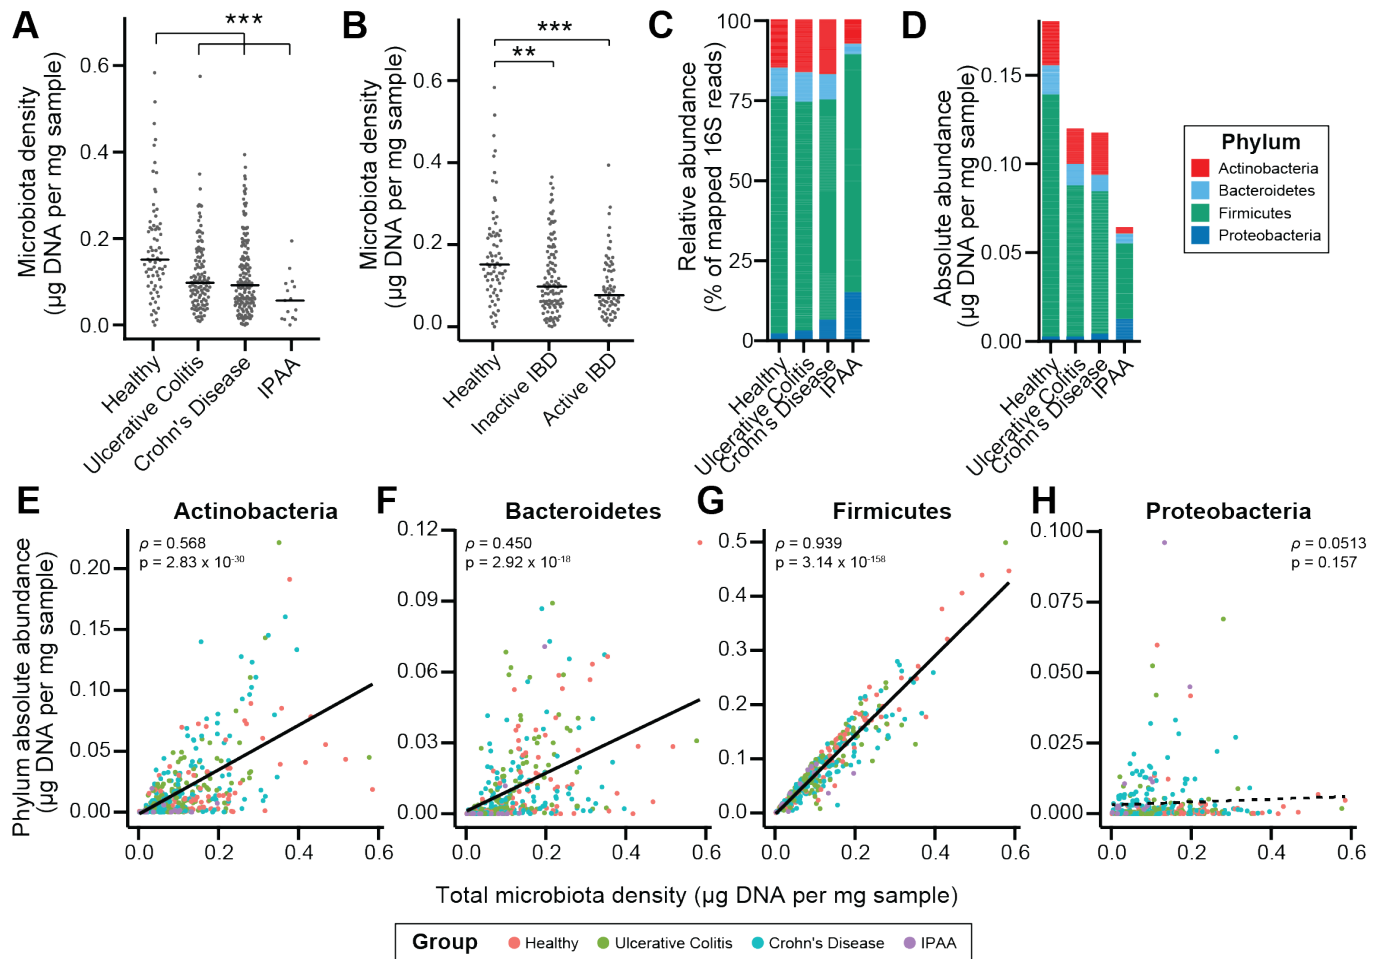 A
Microbiota density
(µg DNA per mg sample)
0.6
0.4
0.2
0.0
***
Healthy
Ulcerative Colitis
Crohn's Disease
IPAA
B
Microbiota density
(µg DNA per mg sample)
0.6
0.4
0.2
0.0
***
**
Healthy
Inactive IBD
Active IBD
C
Relative abundance
(% of mapped 16S reads)
100
75
50
25
0
Healthy
Ulcerative Colitis
Crohn's Disease
IPAA
D
Absolute abundance
(µg DNA per mg sample)
0.15
0.10
0.05
0.00
Healthy
Ulcerative Colitis
Crohn's Disease
IPAA
Phylum
Actinobacteria
Bacteroidetes
Firmicutes
Proteobacteria
E
Actinobacteria
ρ = 0.568
p = 2.83 x 10⁻³⁰
Phylum absolute abundance
(µg DNA per mg sample)
0.20
0.15
0.10
0.05
0.00
0.0 0.2 0.4 0.6
F
Bacteroidetes
ρ = 0.450
p = 2.92 x 10⁻¹⁸
0.12
0.09
0.06
0.03
0.00
0.0 0.2 0.4 0.6
G
Firmicutes
ρ = 0.939
p = 3.14 x 10⁻¹⁵⁸
0.5
0.4
0.3
0.2
0.1
0.0
0.0 0.2 0.4 0.6
H
Proteobacteria
ρ = 0.0513
p = 0.157
0.100
0.075
0.050
0.025
0.000
0.0 0.2 0.4 0.6
Total microbiota density (µg DNA per mg sample)
Group Healthy Ulcerative Colitis Crohn's Disease IPAA